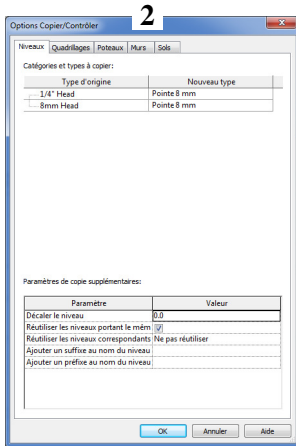 2
Options Copier/Contrôler
Niveaux Quadrillages Poteaux Murs Sols
Catégories et types à copier:
Type d'origine Nouveau type
1/4" Head Pointe 8 mm
8mm Head Pointe 8 mm
Paramètres de copie supplémentaires:
Paramètre Valeur
Décaler le niveau 0.0
Réutiliser les niveaux portant le mêm
Réutiliser les niveaux correspondants Ne pas réutiliser
Ajouter un suffixe au nom du niveau
Ajouter un préfixe au nom du niveau
OK Annuler Aide